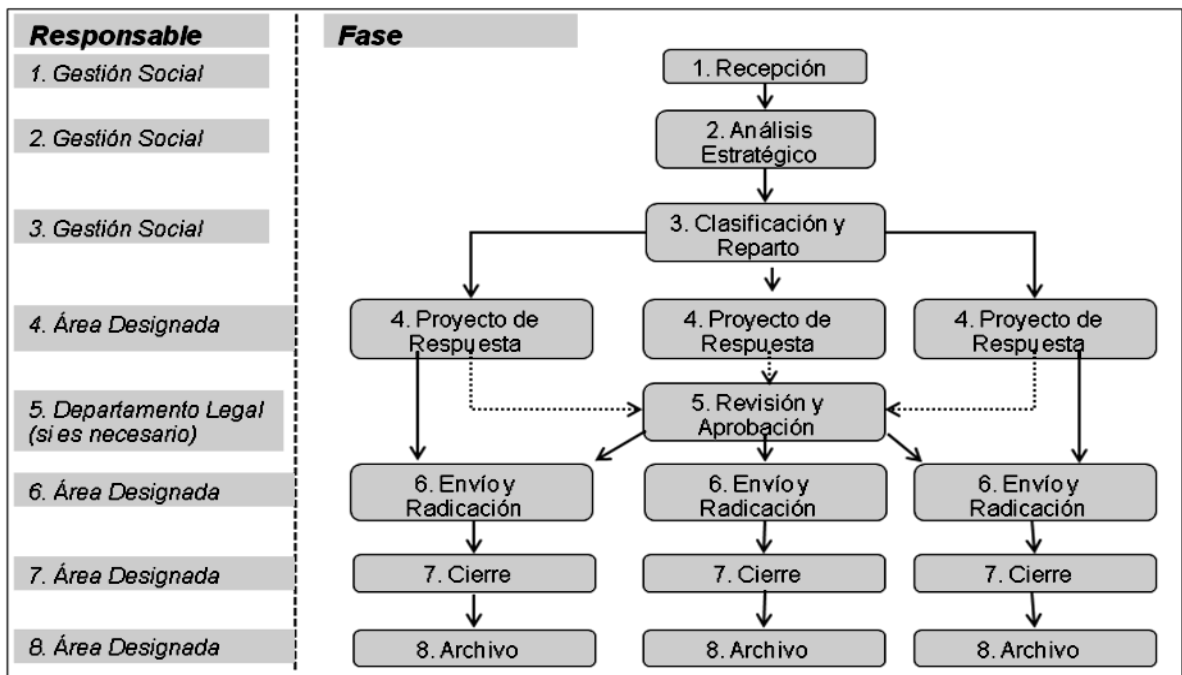 Responsable
Fase
1. Gestión Social
1. Recepción
2. Gestión Social
2. Análisis
Estratégico
3. Gestión Social
3. Clasificación y
Reparto
4. Área Designada
4. Proyecto de
Respuesta
4. Proyecto de
Respuesta
4. Proyecto de
Respuesta
5. Departamento Legal
(si es necesario)
5. Revisión y
Aprobación
6. Área Designada
6. Envío y
Radicación
6. Envío y
Radicación
6. Envío y
Radicación
7. Área Designada
7. Cierre
7. Cierre
7. Cierre
8. Área Designada
8. Archivo
8. Archivo
8. Archivo